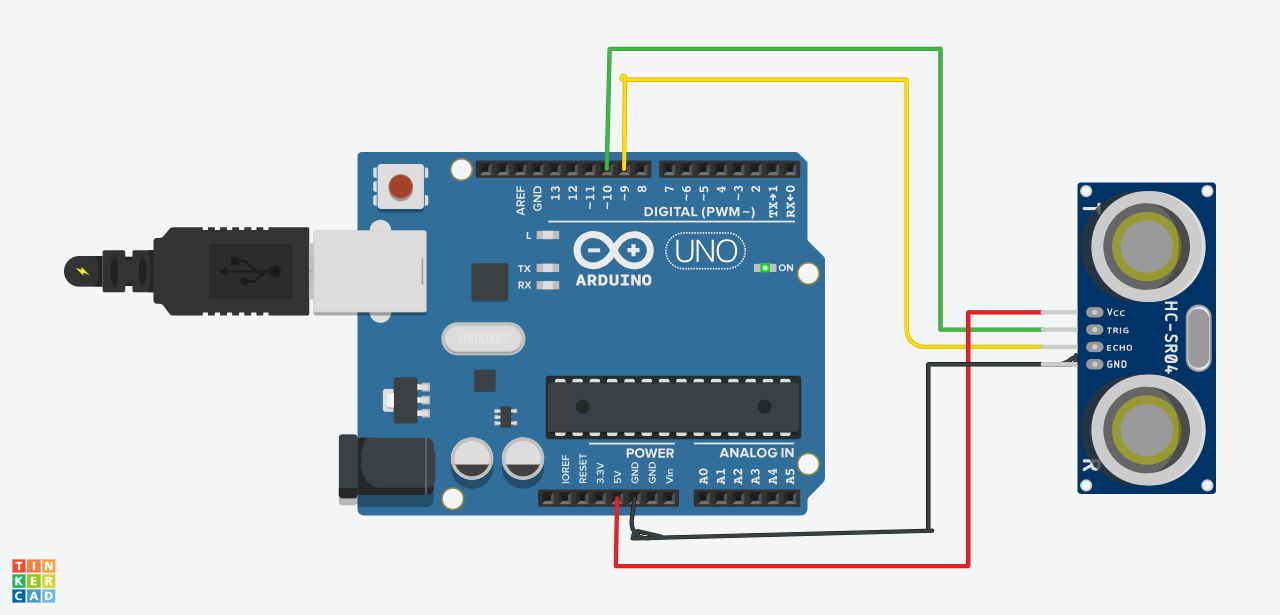 AREF
GND
13
12
~11
~10
~9
8
7
~6
~5
4
~3
2
TX→1
RX←0
DIGITAL (PWM~)
L
TX
RX
ARDUINO
UNO
ON
POWER
ANALOG IN
IOREF
RESET
3.3V
5V
GND
GND
Vin
A0
A1
A2
A3
A4
A5
T
VCC
TRIG
ECHO
GND
HC-SR04
R
TIN
KER
CAD